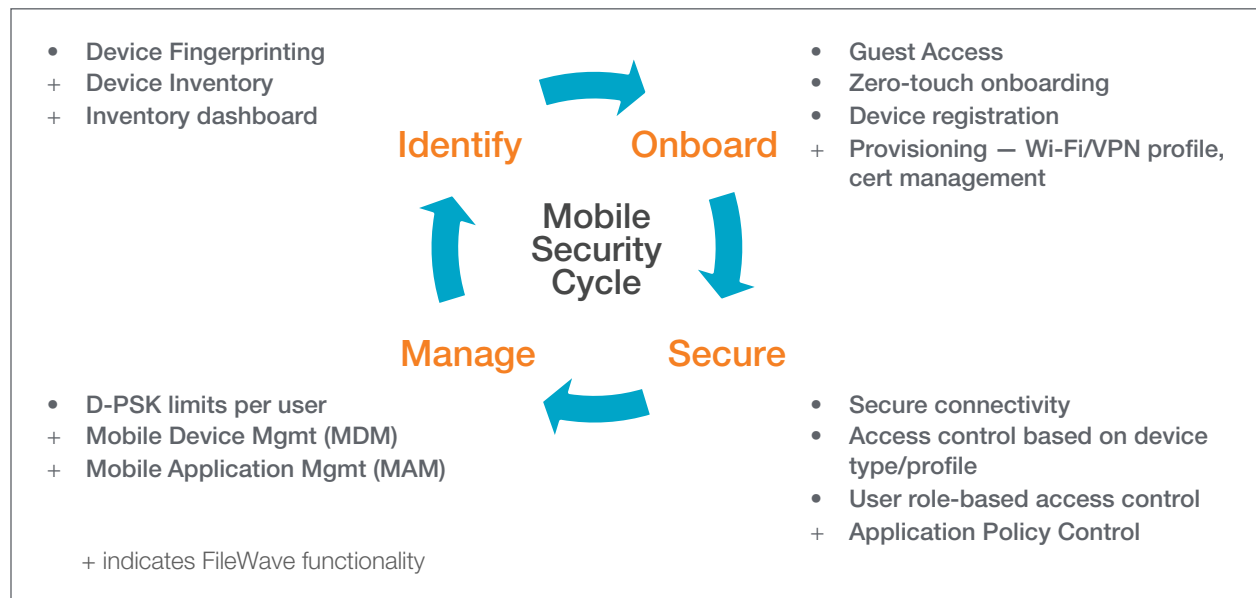 • Device Fingerprinting
+ Device Inventory
+ Inventory dashboard
• Guest Access
• Zero-touch onboarding
• Device registration
+ Provisioning — Wi-Fi/VPN profile,
cert management
Identify
Onboard
Mobile
Security
Cycle
Manage
Secure
• D-PSK limits per user
+ Mobile Device Mgmt (MDM)
+ Mobile Application Mgmt (MAM)
• Secure connectivity
• Access control based on device
type/profile
• User role-based access control
+ Application Policy Control
+ indicates FileWave functionality